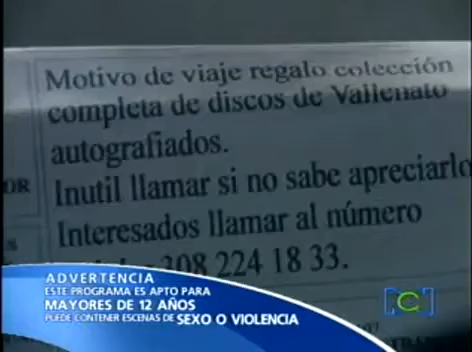 Motivo de viaje regalo colección
completa de discos de Vallenato
autografiados.
OR
Inutil llamar si no sabe apreciarlo
Interesados llamar al número
308 224 18 33.
ADVERTENCIA
ESTE PROGRAMA ES APTO PARA
MAYORES DE 12 AÑOS
PUEDE CONTENER ESCENAS DE SEXO O VIOLENCIA
C